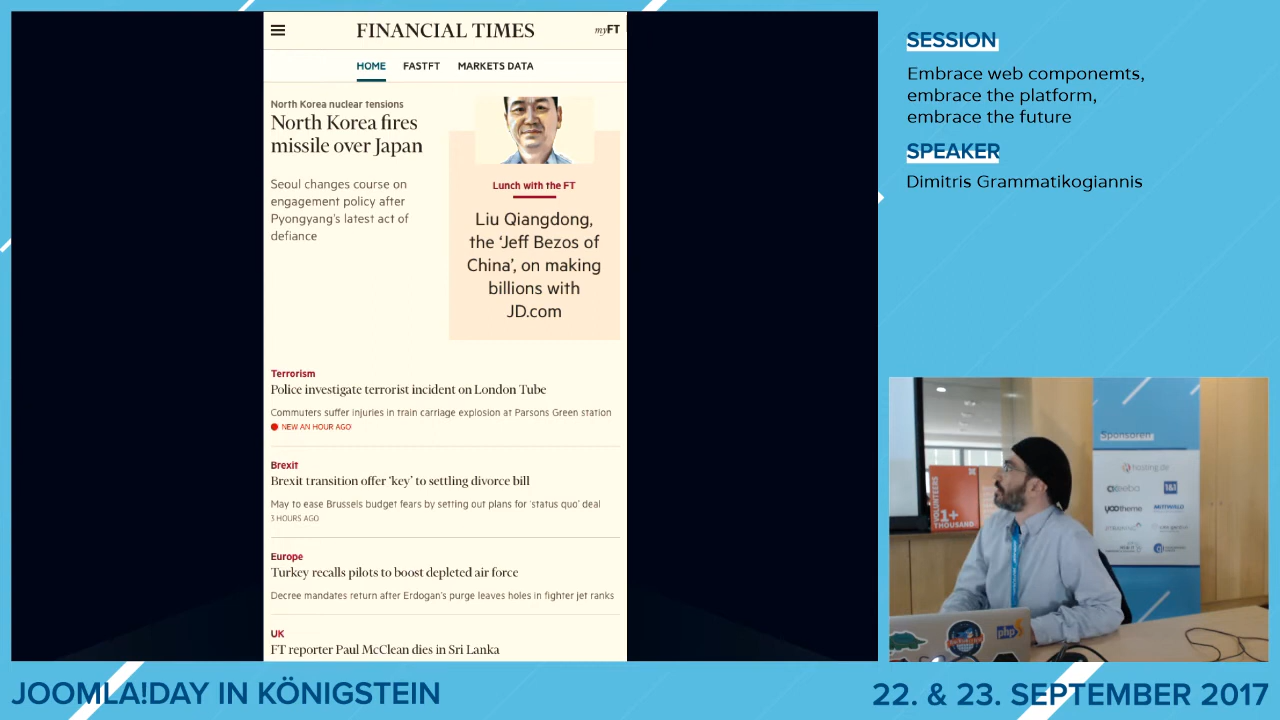 FINANCIAL TIMES
myFT
HOME
FASTFT
MARKETS DATA
North Korea nuclear tensions
North Korea fires
missile over Japan
Seoul changes course on
engagement policy after
Pyongyang's latest act of
defiance
Lunch with the FT
Liu Qiangdong,
the ‘Jeff Bezos of
China’, on making
billions with
JD.com
Terrorism
Police investigate terrorist incident on London Tube
Commuters suffer injuries in train carriage explosion at Parsons Green station
NEW AN HOUR AGO
Brexit
Brexit transition offer ‘key’ to settling divorce bill
May to ease Brussels budget fears by setting out plans for ‘status quo’ deal
3 HOURS AGO
Europe
Turkey recalls pilots to boost depleted air force
Decree mandates return after Erdogan's purge leaves holes in fighter jet ranks
UK
FT reporter Paul McClean dies in Sri Lanka
SESSION
Embrace web componemts,
embrace the platform,
embrace the future
SPEAKER
Dimitris Grammatikogiannis
Sponsoren
hosting.de
1&1
yootheme
MITTWALD
VOLUNTEERS
1+
THOUSAND
php
JOOMLA!DAY IN KÖNIGSTEIN
22. & 23. SEPTEMBER 2017